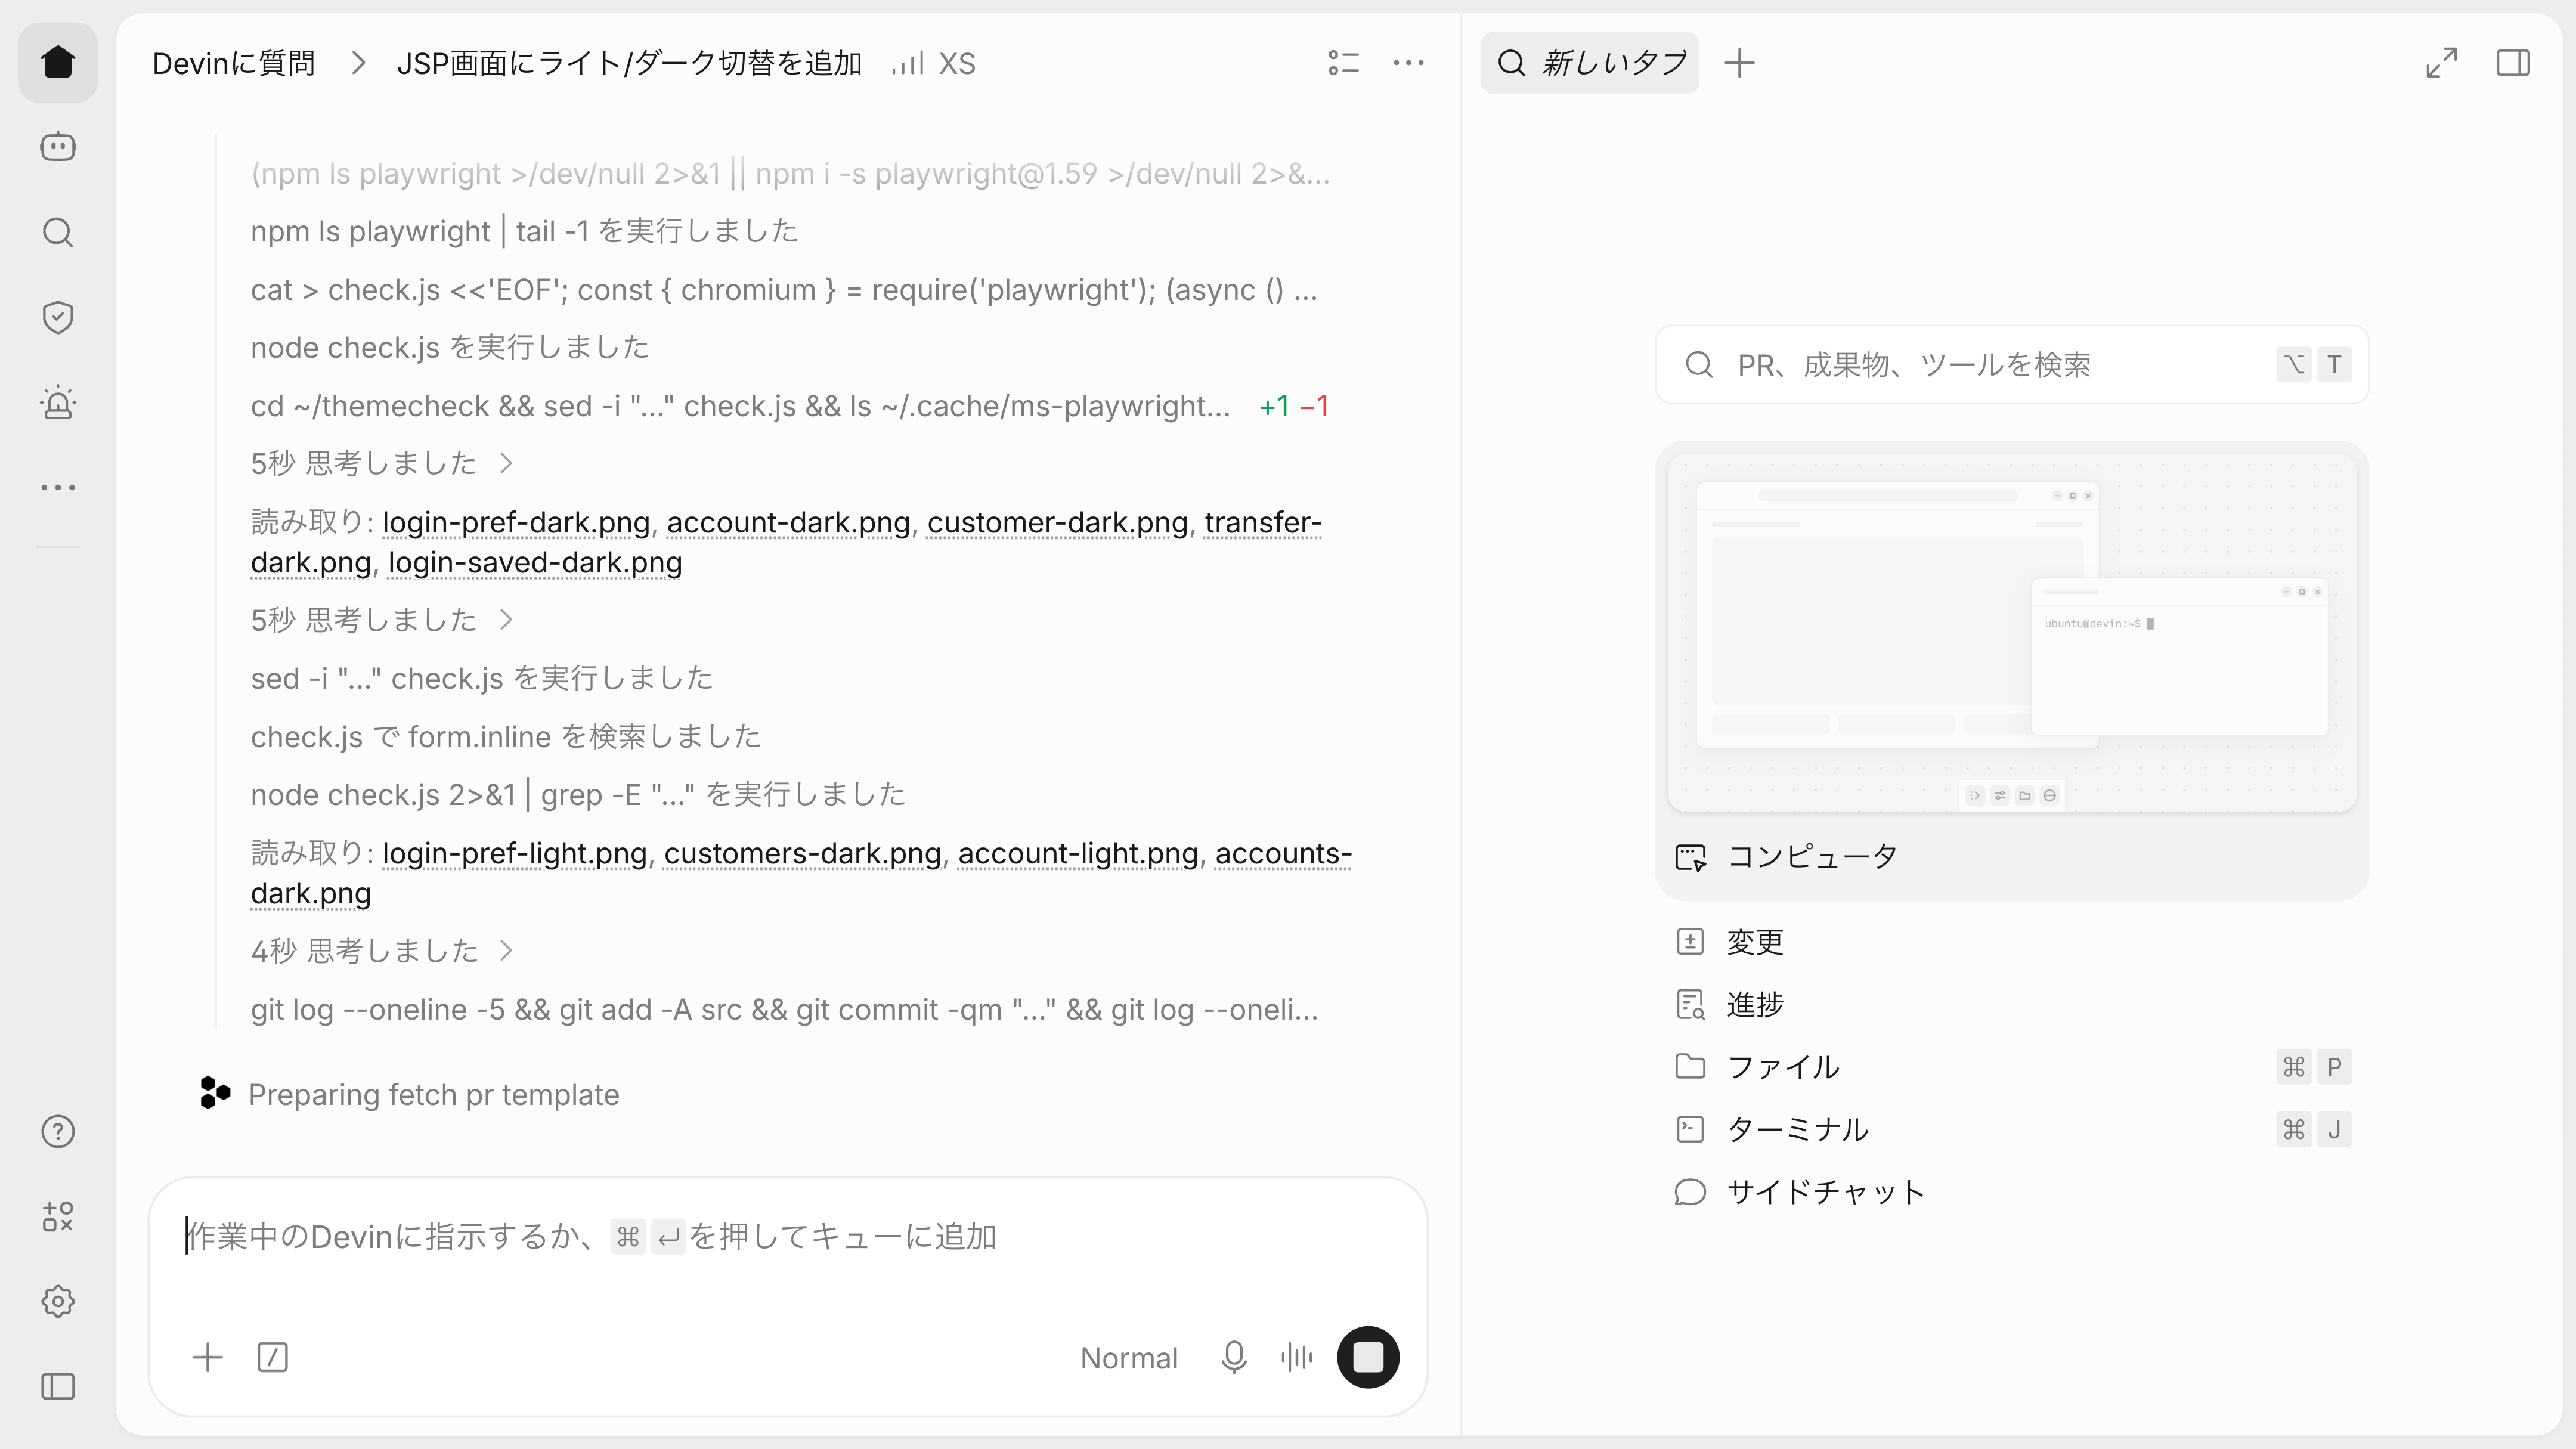 Devinに質問
JSP画面にライト/ダーク切替を追加
XS
(npm ls playwright >/dev/null 2>&1 || npm i -s playwright@1.59 >/dev/null 2>&...
npm ls playwright | tail -1 を実行しました
cat > check.js <<'EOF'; const { chromium } = require('playwright'); (async () ...
node check.js を実行しました
cd ~/themecheck && sed -i "..." check.js && ls ~/.cache/ms-playwright... +1 −1
5秒 思考しました
読み取り: login-pref-dark.png, account-dark.png, customer-dark.png, transfer-
dark.png, login-saved-dark.png
5秒 思考しました
sed -i "..." check.js を実行しました
check.js で form.inline を検索しました
node check.js 2>&1 | grep -E "..." を実行しました
読み取り: login-pref-light.png, customers-dark.png, account-light.png, accounts-
dark.png
4秒 思考しました
git log --oneline -5 && git add -A src && git commit -qm "..." && git log --oneli...
Preparing fetch pr template
作業中のDevinに指示するか、⌘ ↵ を押してキューに追加
Normal
新しいタブ
PR、成果物、ツールを検索 ⌥ T
ubuntu@devin:~$
コンピュータ
変更
進捗
ファイル ⌘ P
ターミナル ⌘ J
サイドチャット